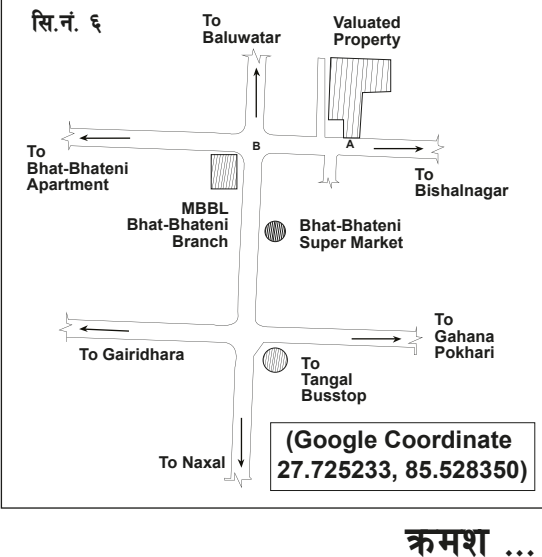 सि.नं. ६
To
Baluwatar
Valuated
Property
To
Bhat-Bhateni
Apartment
B
A
To
Bishalnagar
MBBL
Bhat-Bhateni
Branch
Bhat-Bhateni
Super Market
To Gairidhara
To
Gahana
Pokhari
To
Tangal
Busstop
To Naxal
(Google Coordinate
27.725233, 85.528350)
क्रमश ...